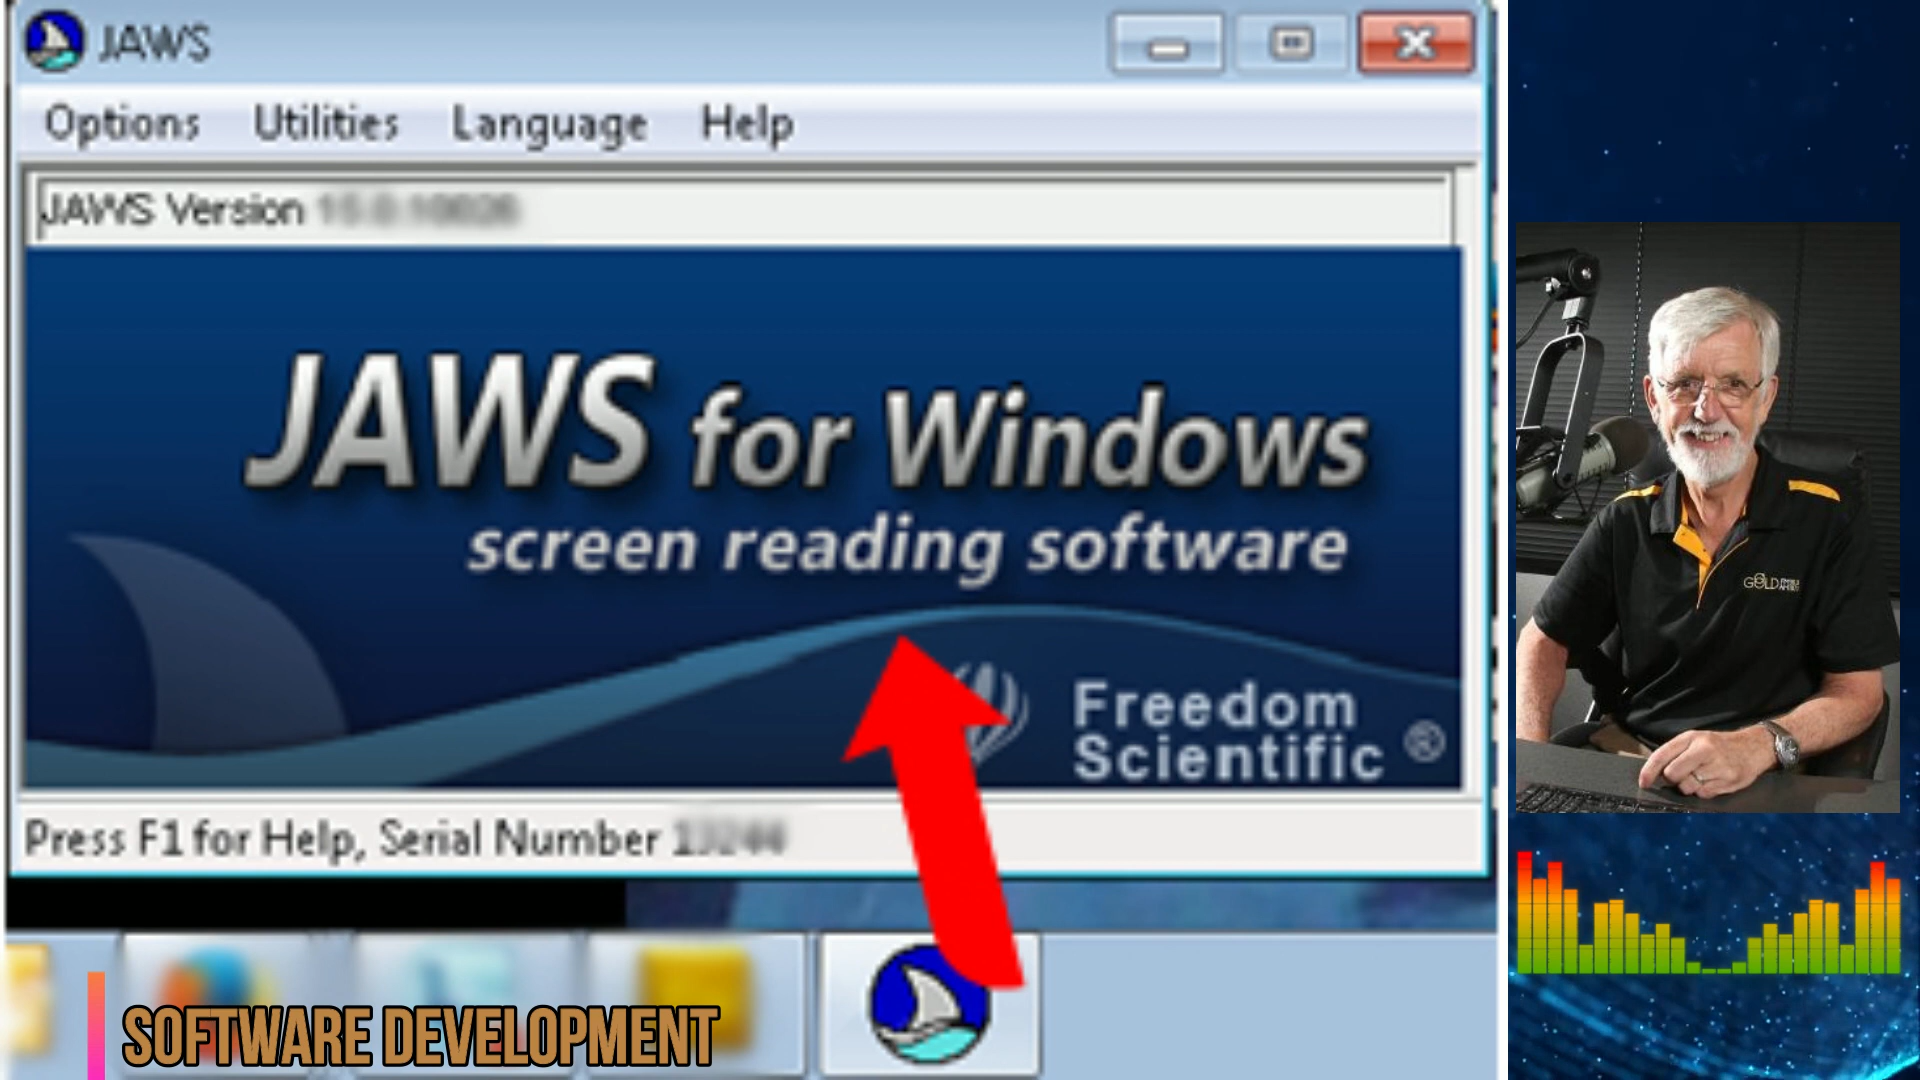 JAWS
Options Utilities Language Help
JAWS Version
JAWS for Windows
screen reading software
Freedom
Scientific ®
Press F1 for Help, Serial Number
SOFTWARE DEVELOPMENT
GOLD